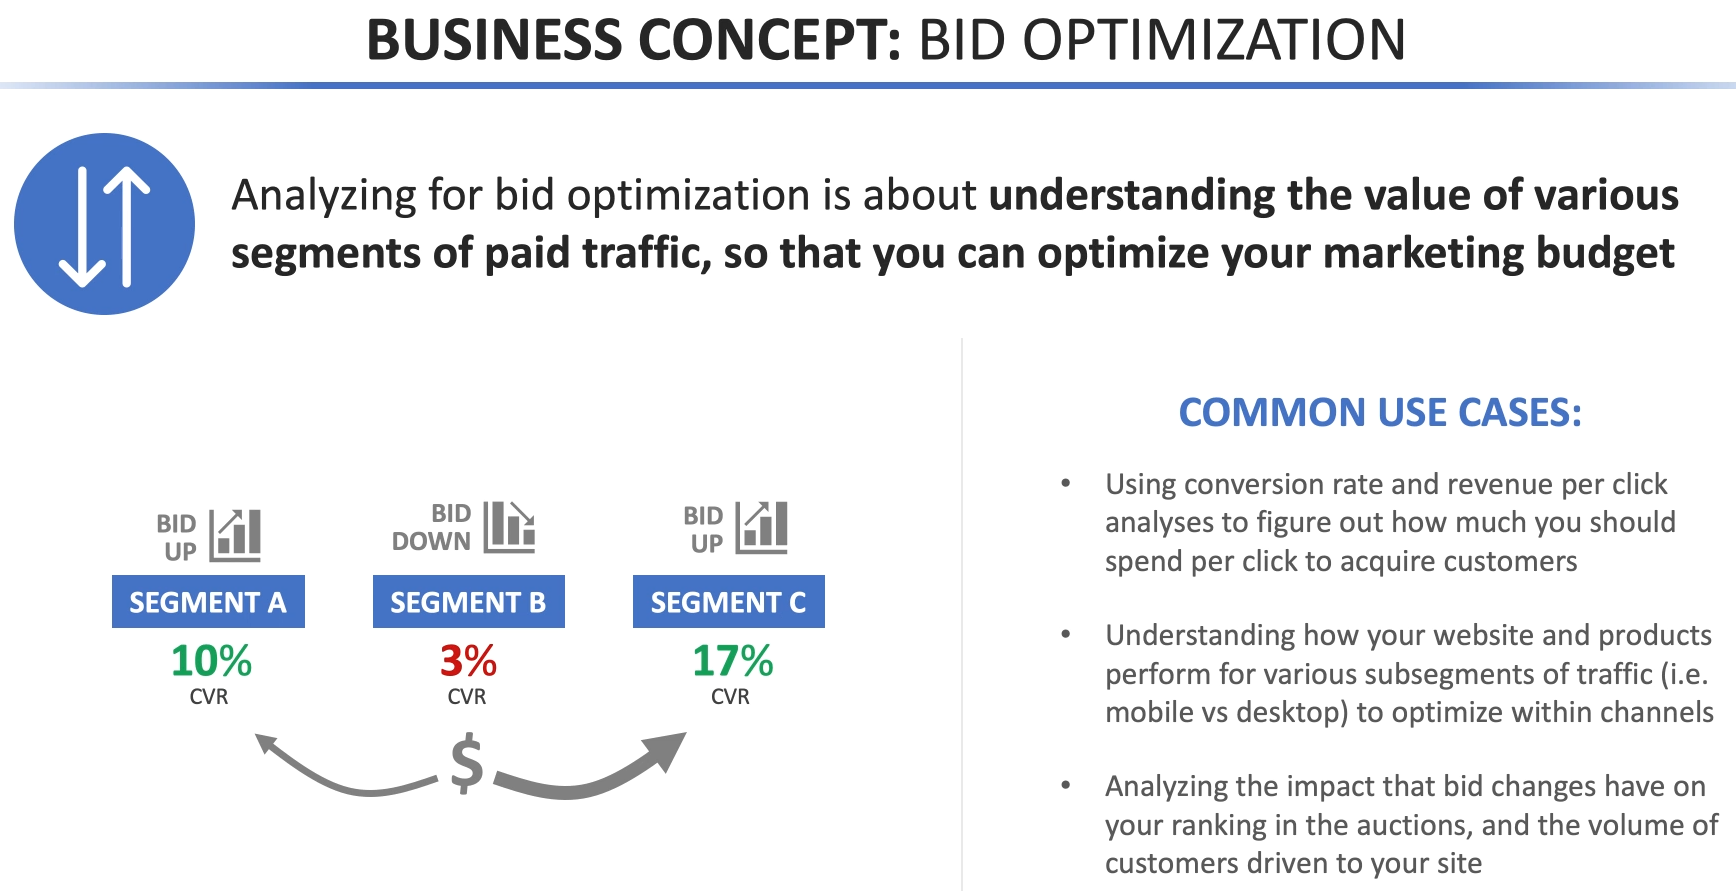 BUSINESS CONCEPT: BID OPTIMIZATION
Analyzing for bid optimization is about understanding the value of various
segments of paid traffic, so that you can optimize your marketing budget
BID
UP
SEGMENT A
10%
CVR
BID
DOWN
SEGMENT B
3%
CVR
BID
UP
SEGMENT C
17%
CVR
$
COMMON USE CASES:
• Using conversion rate and revenue per click
analyses to figure out how much you should
spend per click to acquire customers
• Understanding how your website and products
perform for various subsegments of traffic (i.e.
mobile vs desktop) to optimize within channels
• Analyzing the impact that bid changes have on
your ranking in the auctions, and the volume of
customers driven to your site